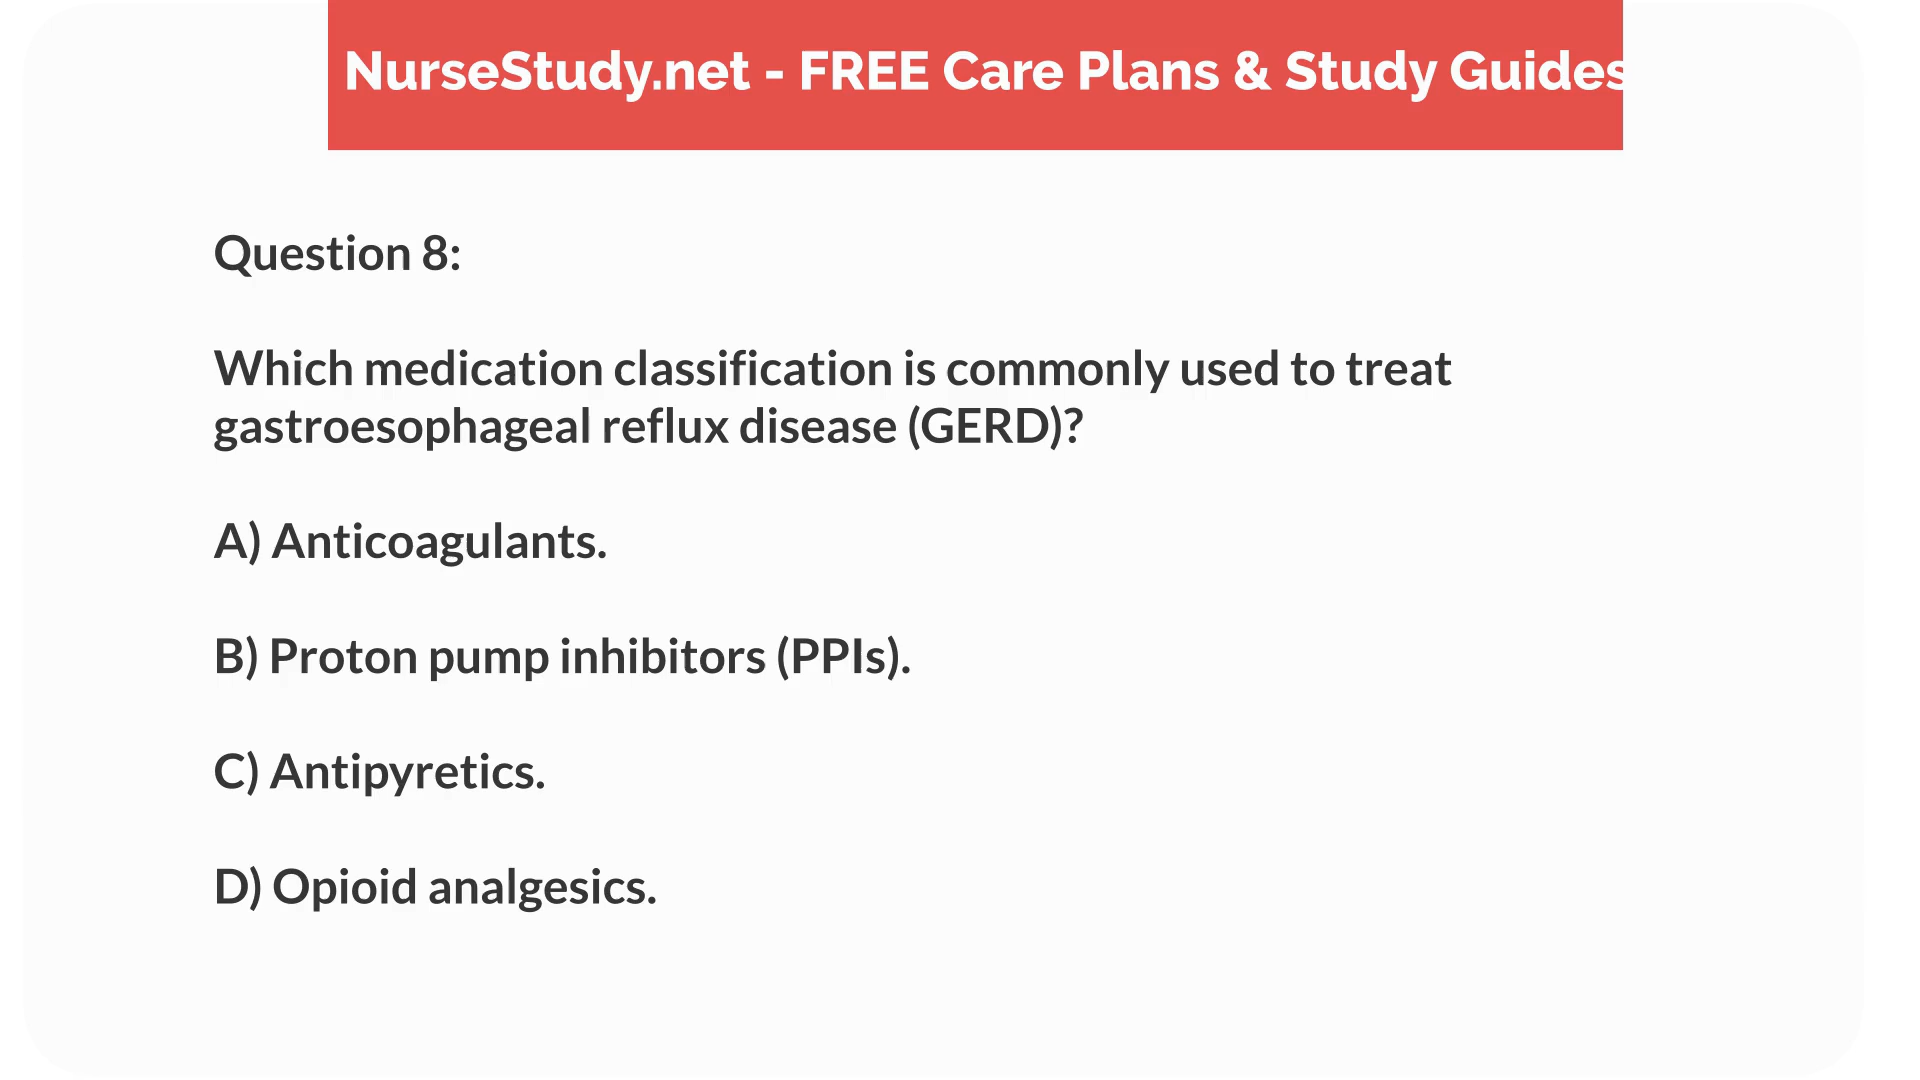 NurseStudy.net - FREE Care Plans & Study Guides
Question 8:
Which medication classification is commonly used to treat
gastroesophageal reflux disease (GERD)?
A) Anticoagulants.
B) Proton pump inhibitors (PPIs).
C) Antipyretics.
D) Opioid analgesics.